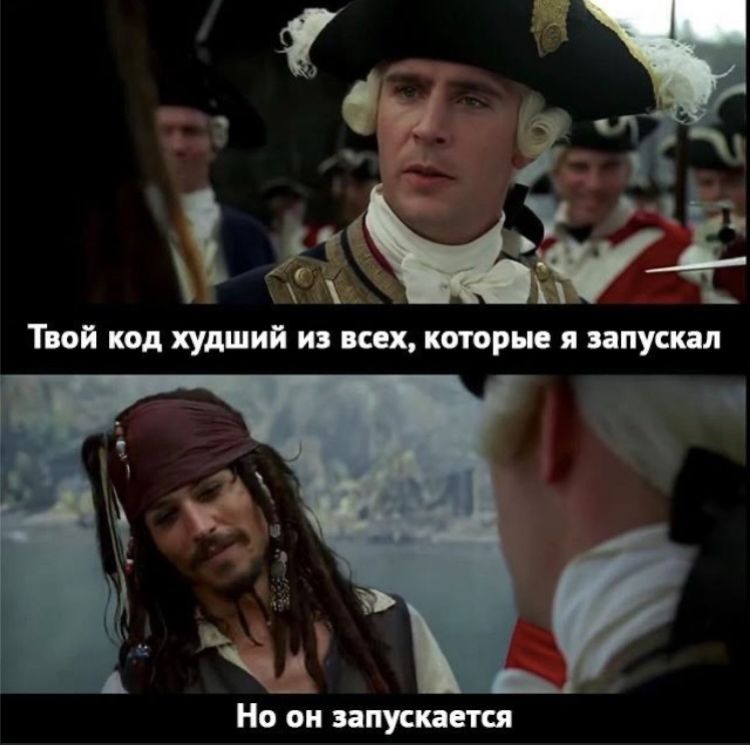 Твой код худший из всех, которые я запускал
Но он запускается